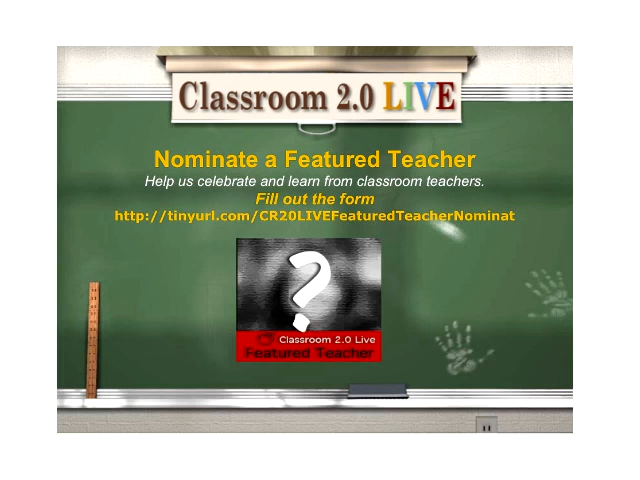 Classroom 2.0 LIVE
Nominate a Featured Teacher
Help us celebrate and learn from classroom teachers.
Fill out the form
http://tinyurl.com/CR20LIVEFeaturedTeacherNominat
?
Classroom 2.0 Live
Featured Teacher